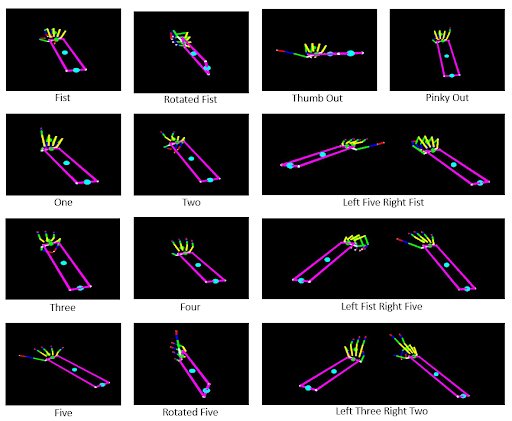 Fist
Rotated Fist
Thumb Out
Pinky Out
One
Two
Left Five Right Fist
Three
Four
Left Fist Right Five
Five
Rotated Five
Left Three Right Two